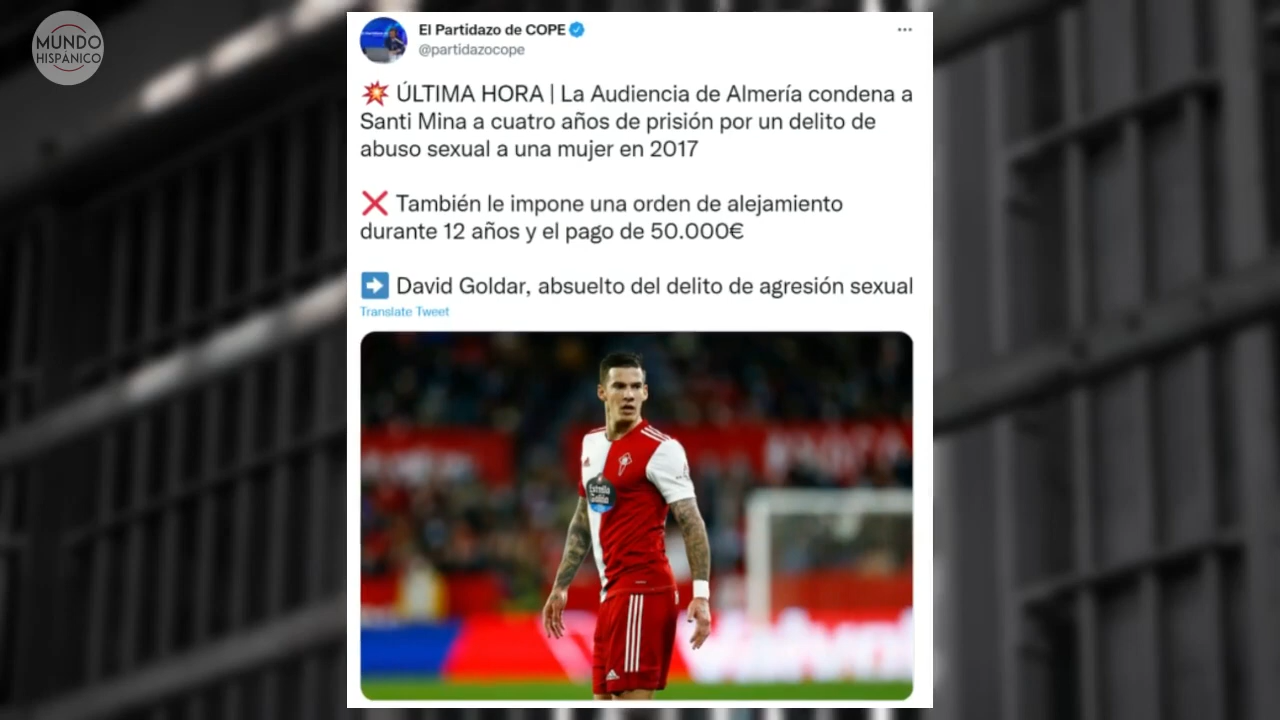 MUNDO
HISPÁNICO
El Partidazo de COPE
@partidazocope
💥 ÚLTIMA HORA | La Audiencia de Almería condena a
Santi Mina a cuatro años de prisión por un delito de
abuso sexual a una mujer en 2017
❌ También le impone una orden de alejamiento
durante 12 años y el pago de 50.000€
➡️ David Goldar, absuelto del delito de agresión sexual
Translate Tweet
Estrella
Galicia